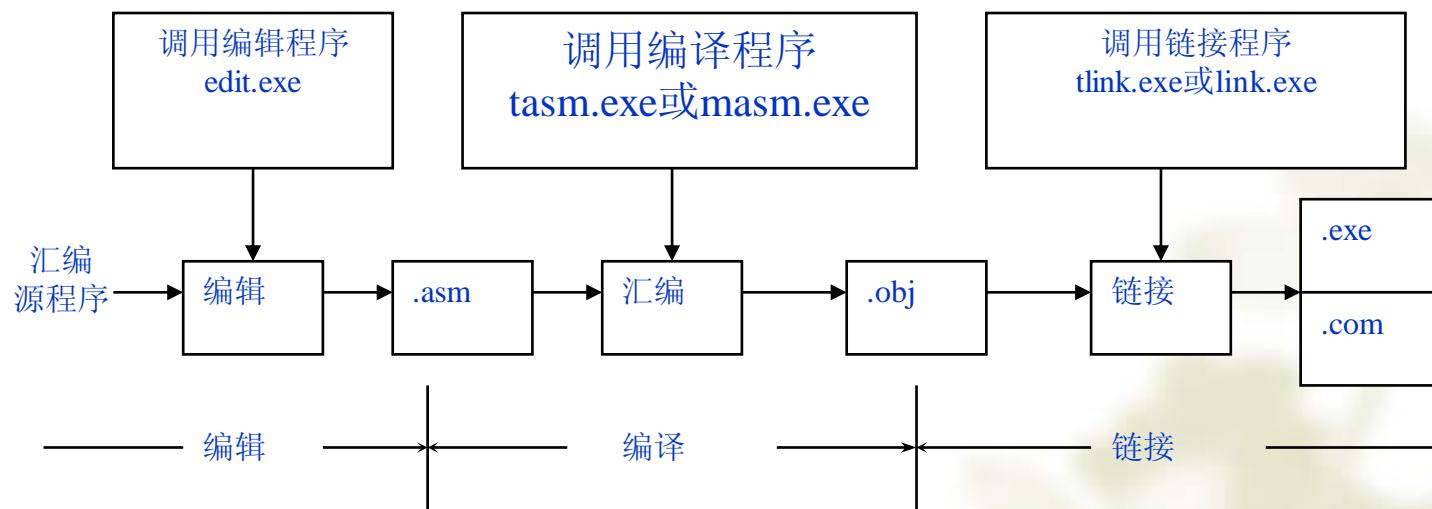 调用编辑程序
edit.exe
调用编译程序
tasm.exe或masm.exe
调用链接程序
tlink.exe或link.exe
汇编
源程序
编辑
.asm
汇编
.obj
链接
.exe
.com
编辑
编译
链接